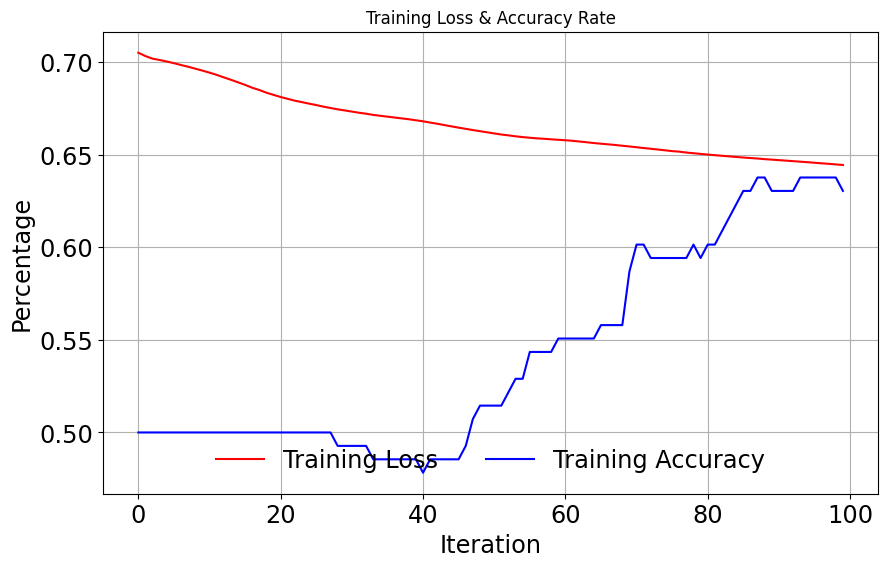 Training Loss & Accuracy Rate
Percentage
0.70
0.65
0.60
0.55
0.50
Training Loss Training Accuracy
0 20 40 60 80 100
Iteration